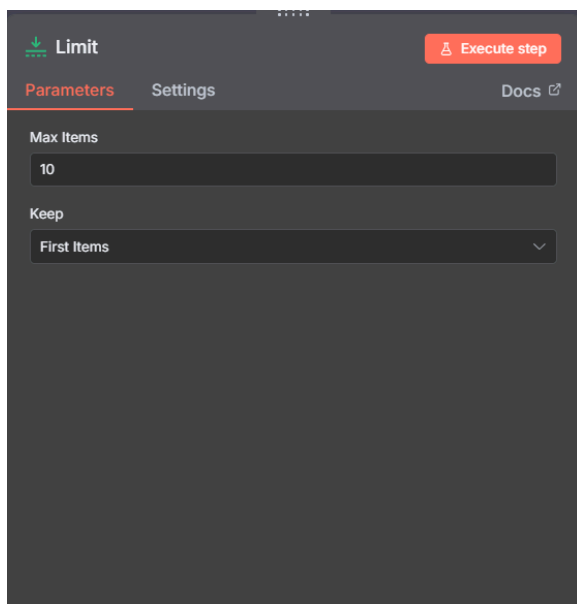 Limit
Execute step
Parameters
Settings
Docs
Max Items
10
Keep
First Items